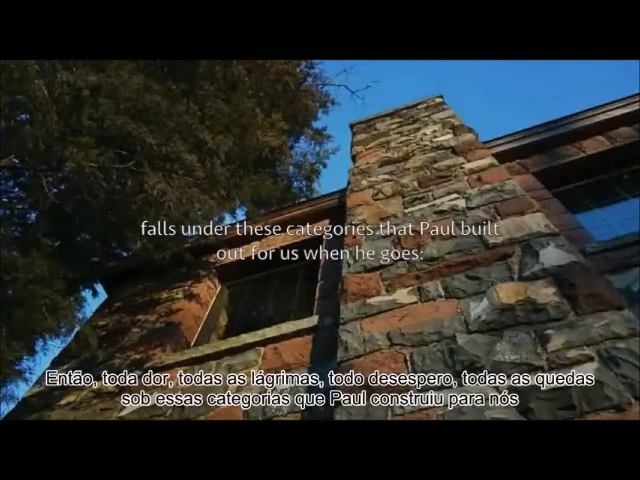 falls under these categories that Paul built
out for us when he goes:
Então, toda dor, todas as lágrimas, todo desespero, todas as quedas
sob essas categorias que Paul construiu para nós